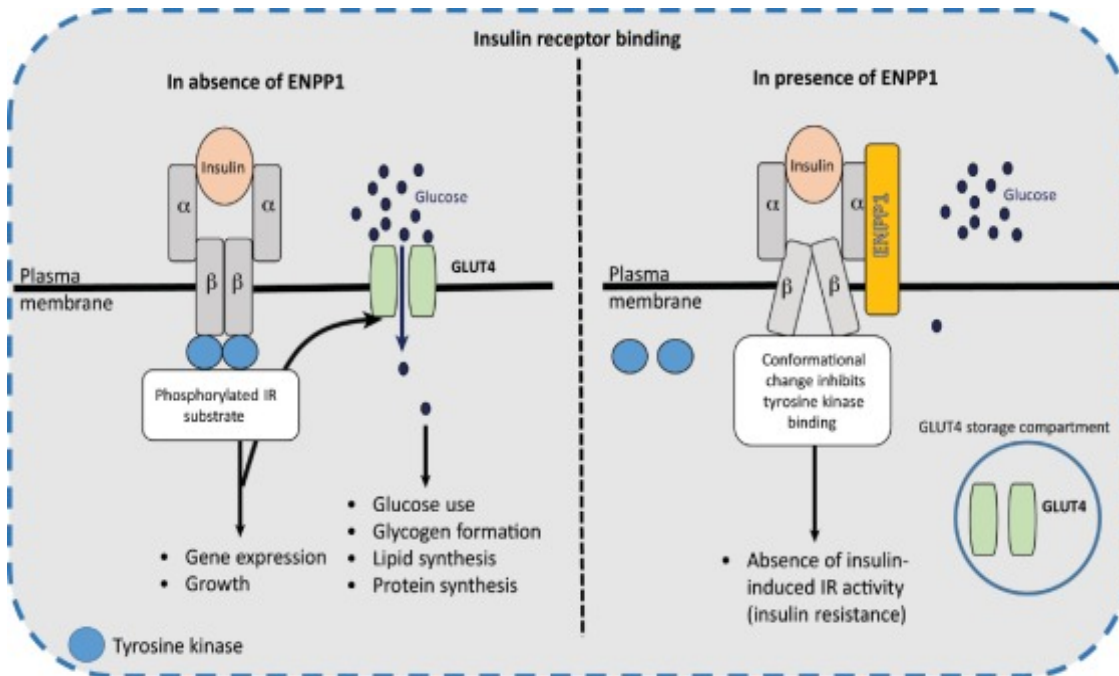 Insulin receptor binding
In absence of ENPP1
Insulin
α
α
β
β
Glucose
GLUT4
Plasma
membrane
Phosphorylated IR
substrate
• Gene expression
• Growth
• Glucose use
• Glycogen formation
• Lipid synthesis
• Protein synthesis
Tyrosine kinase
In presence of ENPP1
Insulin
α
α
ENPP1
β
β
Glucose
Plasma
membrane
Conformational
change inhibits
tyrosine kinase
binding
GLUT4 storage compartment
GLUT4
• Absence of insulin-
induced IR activity
(insulin resistance)